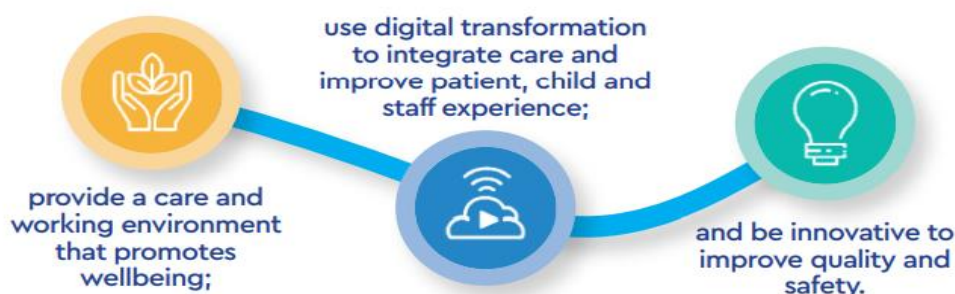 provide a care and
working environment
that promotes
wellbeing;
use digital transformation
to integrate care and
improve patient, child and
staff experience;
and be innovative to
improve quality and
safety.